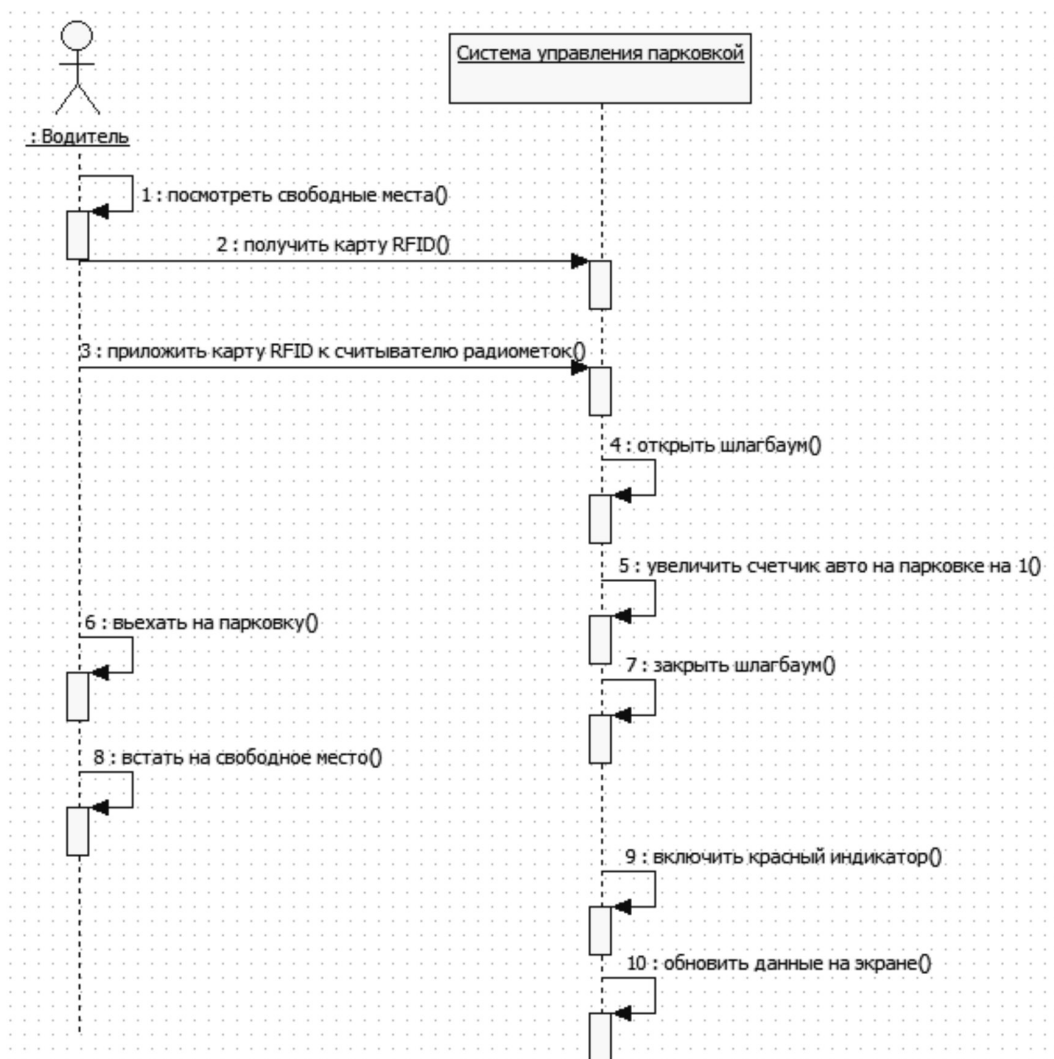 Система управления парковкой
: Водитель
1 : посмотреть свободные места()
2 : получить карту RFID()
3 : приложить карту RFID к считывателю радиометок()
4 : открыть шлагбаум()
5 : увеличить счетчик авто на парковке на 1()
6 : вьехать на парковку()
7 : закрыть шлагбаум()
8 : встать на свободное место()
9 : включить красный индикатор()
10 : обновить данные на экране()